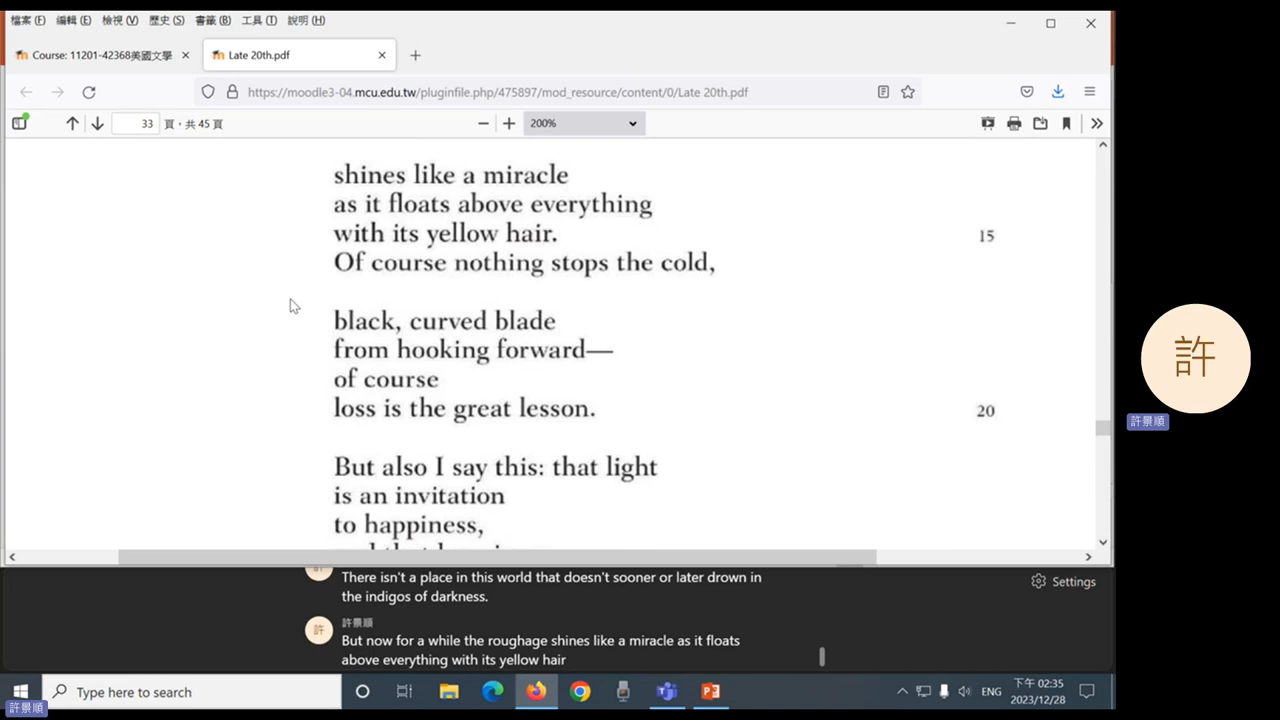 檔案 (F) 編輯 (E) 檢視 (V) 歷史 (S) 書籤 (B) 工具 (T) 說明 (H)
Course: 11201-42368美國文學
Late 20th.pdf
https://moodle3-04.mcu.edu.tw/pluginfile.php/475897/mod_resource/content/0/Late 20th.pdf
33 頁，共 45 頁
200%
shines like a miracle
as it floats above everything
with its yellow hair. 15
Of course nothing stops the cold,
black, curved blade
from hooking forward—
of course
loss is the great lesson. 20
But also I say this: that light
is an invitation
to happiness,
There isn't a place in this world that doesn't sooner or later drown in
the indigos of darkness.
Settings
許景順
許
But now for a while the roughage shines like a miracle as it floats
above everything with its yellow hair
許
許景順
Type here to search
ENG
下午 02:35
2023/12/28
許景順